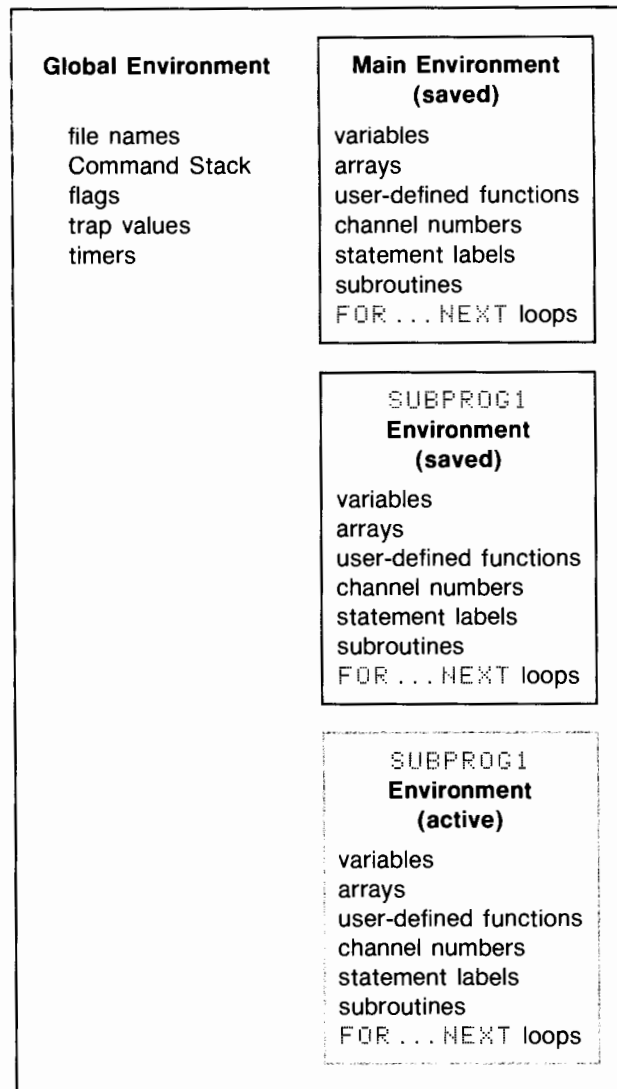 Global Environment
file names
Command Stack
flags
trap values
timers
Main Environment
(saved)
variables
arrays
user-defined functions
channel numbers
statement labels
subroutines
FOR ... NEXT loops
SUBPROG1
Environment
(saved)
variables
arrays
user-defined functions
channel numbers
statement labels
subroutines
FOR ... NEXT loops
SUBPROG1
Environment
(active)
variables
arrays
user-defined functions
channel numbers
statement labels
subroutines
FOR ... NEXT loops